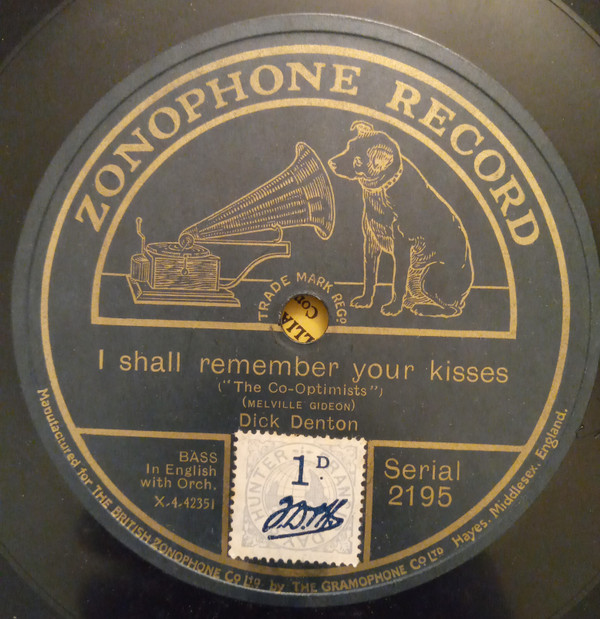 ZONOPHONE RECORD
TRADE MARK REGD.
I shall remember your kisses
("The Co-Optimists")
(MELVILLE GIDEON)
Dick Denton
BASS
In English
with Orch.
X-4-42351
1D.
Serial
2195
Manufactured for THE BRITISH ZONOPHONE CO LTD by THE GRAMOPHONE CO LTD Hayes, Middlesex, England.